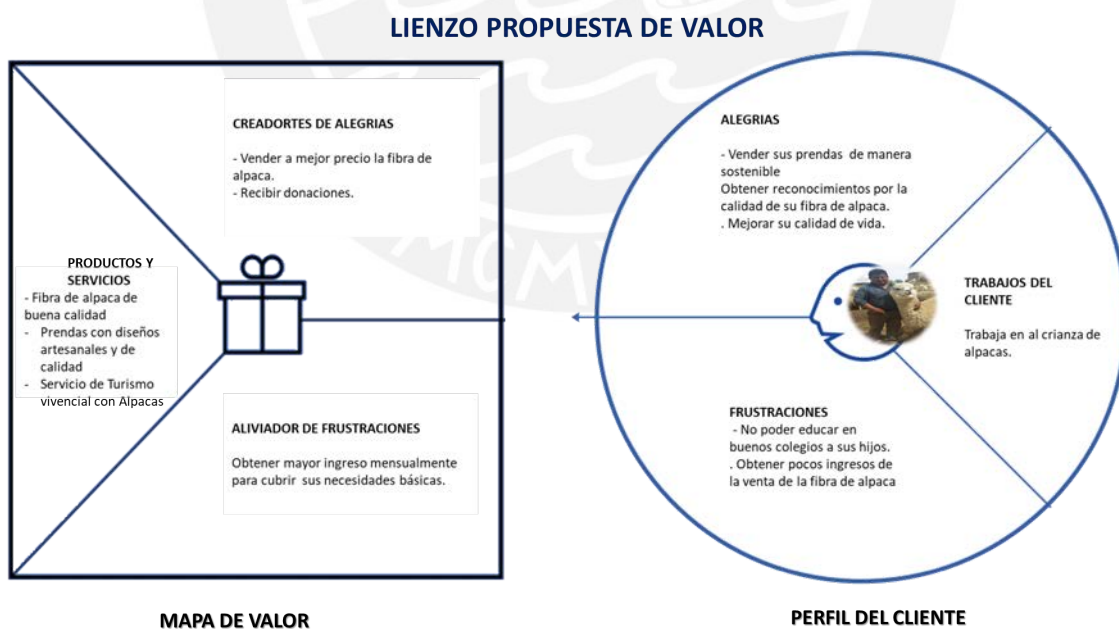 LIENZO PROPUESTA DE VALOR
CREADORTES DE ALEGRIAS
- Vender a mejor precio la fibra de
alpaca.
- Recibir donaciones.
PRODUCTOS Y
SERVICIOS
- Fibra de alpaca de
buena calidad
- Prendas con diseños
artesanales y de
calidad
- Servicio de Turismo
vivencial con Alpacas
ALIVIADOR DE FRUSTRACIONES
Obtener mayor ingreso mensualmente
para cubrir sus necesidades básicas.
MAPA DE VALOR
ALEGRIAS
- Vender sus prendas de manera
sostenible
Obtener reconocimientos por la
calidad de su fibra de alpaca.
. Mejorar su calidad de vida.
TRABAJOS DEL
CLIENTE
Trabaja en al crianza de
alpacas.
FRUSTRACIONES
- No poder educar en
buenos colegios a sus hijos.
. Obtener pocos ingresos de
la venta de la fibra de alpaca
PERFIL DEL CLIENTE